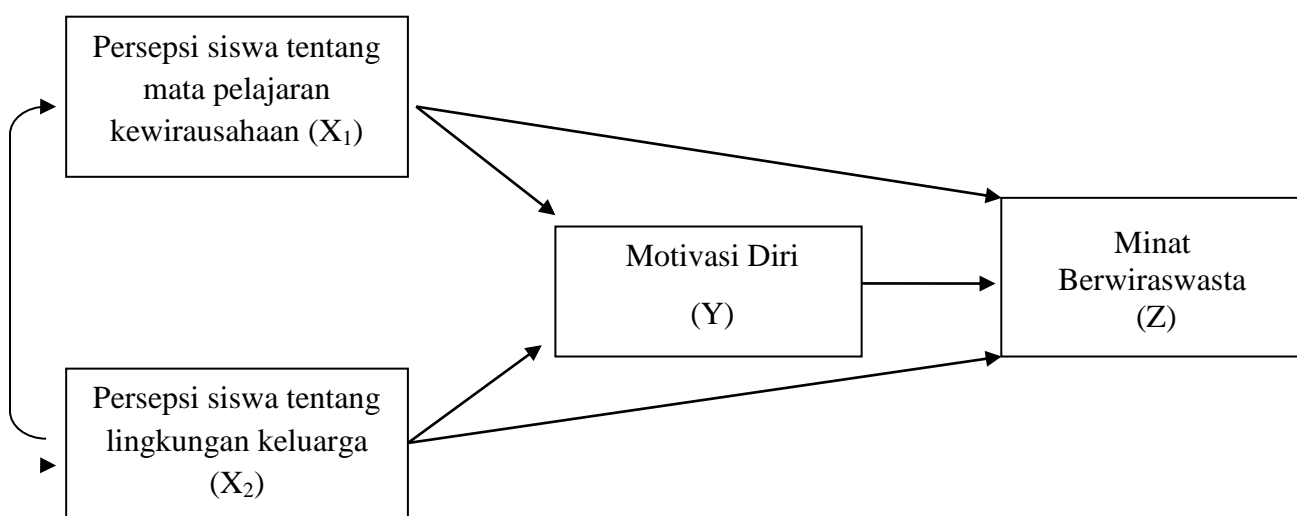 Persepsi siswa tentang
mata pelajaran
kewirausahaan (X₁)
Motivasi Diri
(Y)
Minat
Berwiraswasta
(Z)
Persepsi siswa tentang
lingkungan keluarga
(X₂)